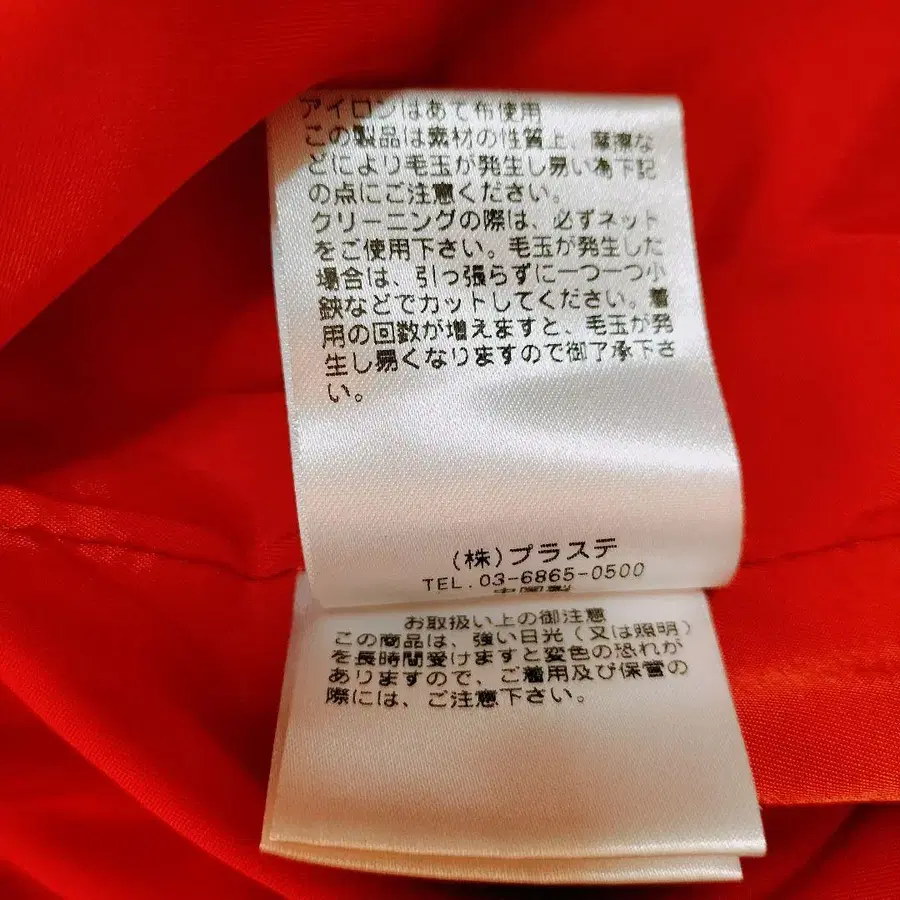 アイロンはあて布使用
この製品は素材の性質上、摩擦な
どにより毛玉が発生し易い為下記
の点にご注意ください。
クリーニングの際は、必ずネット
をご使用下さい。毛玉が発生した
場合は、引っ張らずに一つ一つ小
鋏などでカットしてください。着
用の回数が増えますと、毛玉が発
生し易くなりますので御了承下さ
い。
(株)プラステ
TEL.03-6865-0500
中国製
お取扱い上の御注意
この商品は、強い日光(又は照明)
を長時間受けますと変色の恐れが
ありますので、ご着用及び保管の
際には、ご注意下さい。